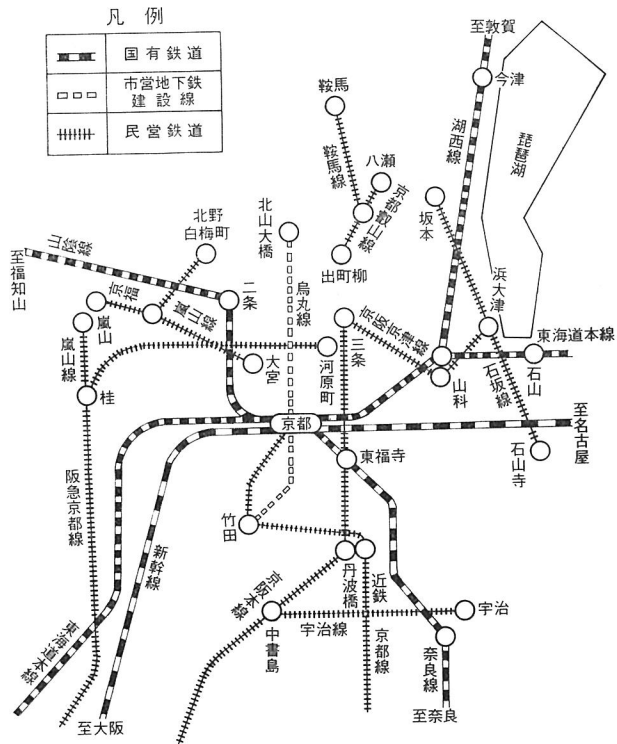 凡例
国有鉄道
市営地下鉄
建設線
民営鉄道
至敦賀
今津
湖西線
琵琶湖
鞍馬
鞍馬線
八瀬
京都叡山線
出町柳
坂本
浜大津
北山大橋
烏丸線
北野
白梅町
山陰線
至福知山
二条
京福
嵐山線
嵐山
嵐山線
大宮
桂
河原町
三条
京阪京津線
山科
石坂線
東海道本線
石山
石山寺
至名古屋
京都
東福寺
竹田
阪急京都線
新幹線
東海道本線
至大阪
京阪本線
丹波橋
近鉄
京都線
中書島
宇治線
宇治
奈良線
至奈良